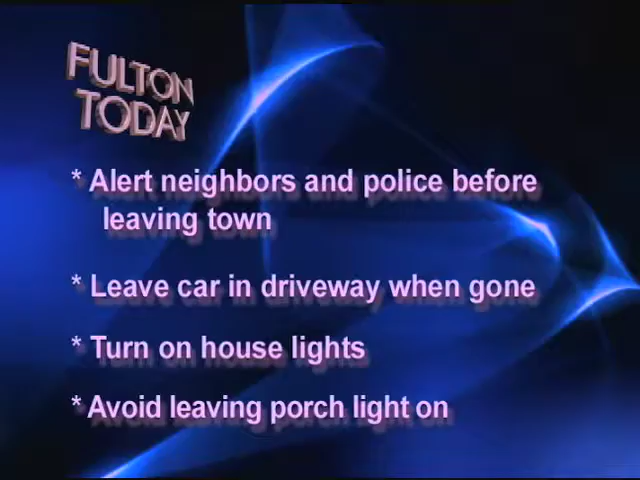 FULTON
TODAY
* Alert neighbors and police before
leaving town
* Leave car in driveway when gone
* Turn on house lights
* Avoid leaving porch light on